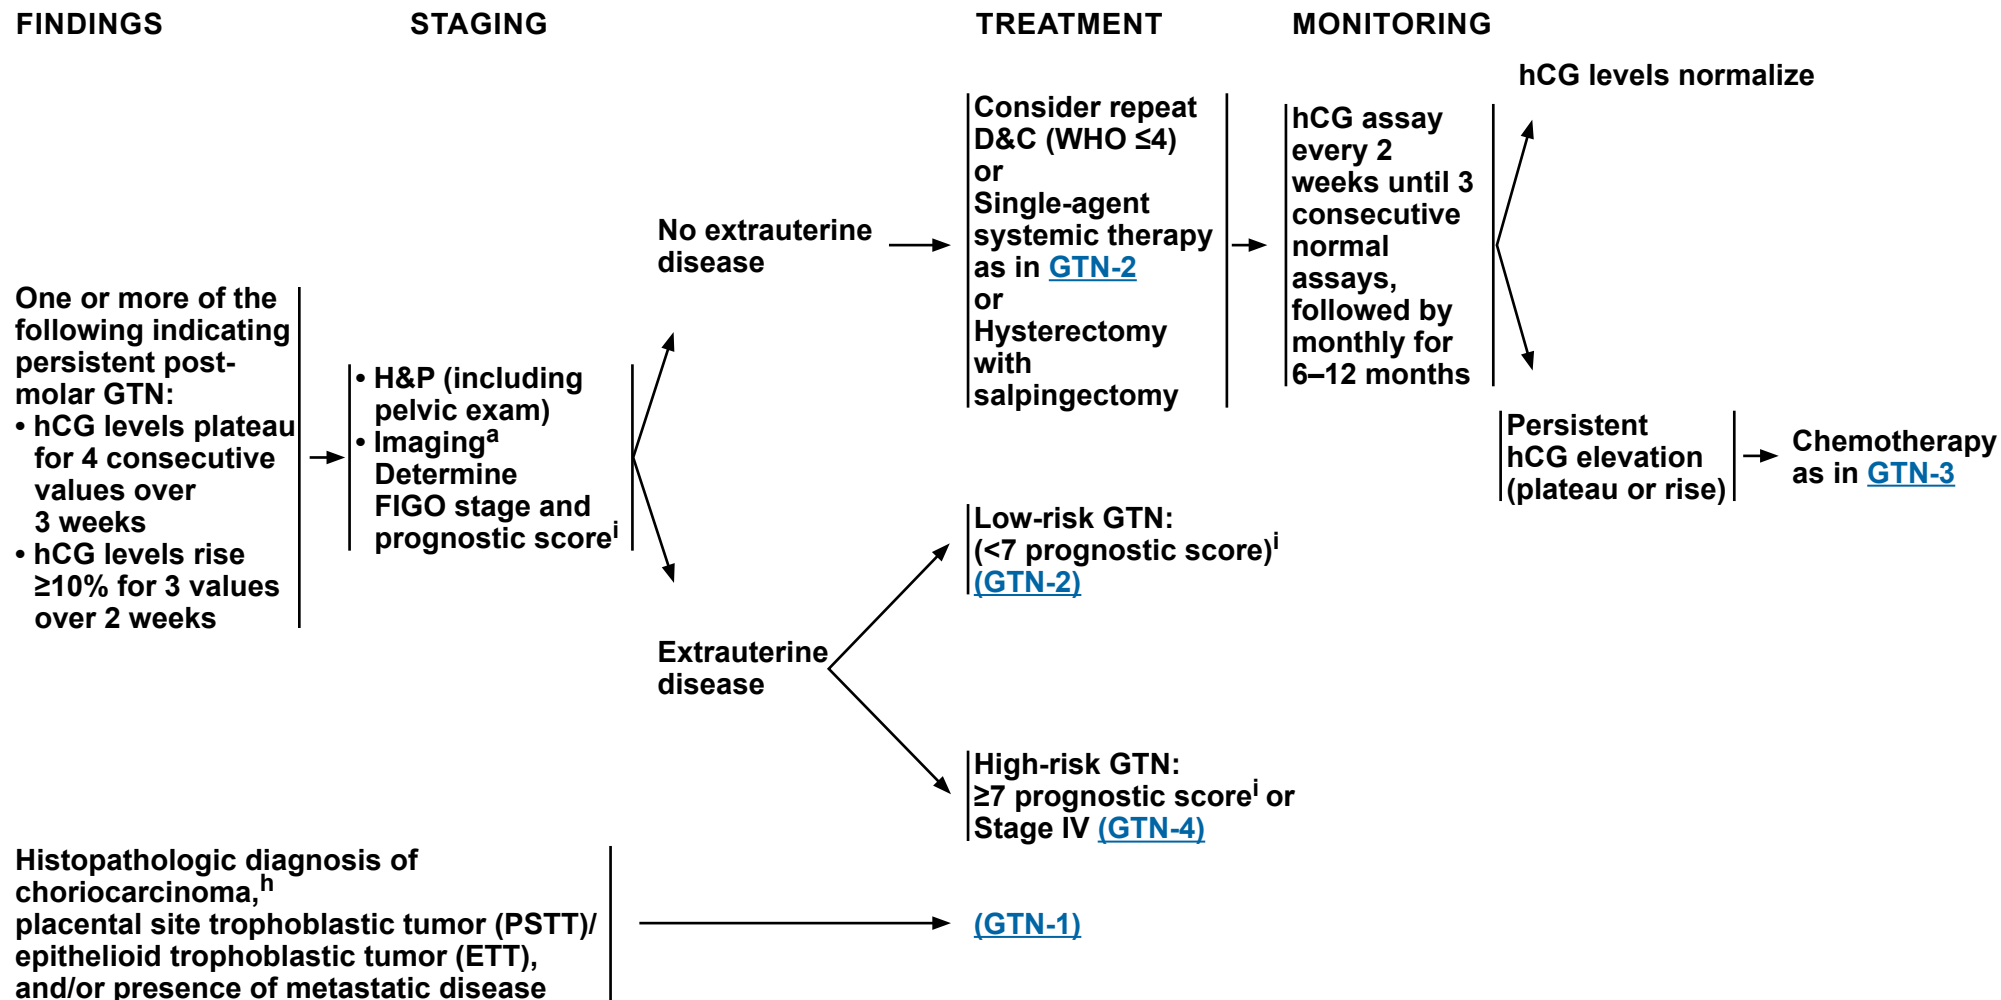 FINDINGS
STAGING
TREATMENT
MONITORING
One or more of the
following indicating
persistent post-
molar GTN:
• hCG levels plateau
for 4 consecutive
values over
3 weeks
• hCG levels rise
≥10% for 3 values
over 2 weeks
• H&P (including
pelvic exam)
• Imagingᵃ
Determine
FIGO stage and
prognostic scoreⁱ
No extrauterine
disease
Consider repeat
D&C (WHO ≤4)
or
Single-agent
systemic therapy
as in GTN-2
or
Hysterectomy
with
salpingectomy
hCG assay
every 2
weeks until 3
consecutive
normal
assays,
followed by
monthly for
6–12 months
hCG levels normalize
Persistent
hCG elevation
(plateau or rise)
Chemotherapy
as in GTN-3
Extrauterine
disease
Low-risk GTN:
(<7 prognostic score)ⁱ
(GTN-2)
High-risk GTN:
≥7 prognostic scoreⁱ or
Stage IV (GTN-4)
Histopathologic diagnosis of
choriocarcinoma,ʰ
placental site trophoblastic tumor (PSTT)/
epithelioid trophoblastic tumor (ETT),
and/or presence of metastatic disease
(GTN-1)